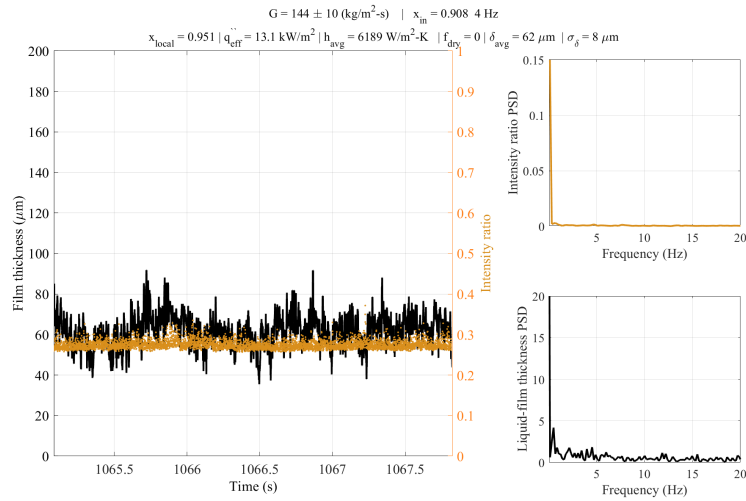 G = 144 ± 10 (kg/m²-s) | x_in = 0.908 4 Hz
x_local = 0.951 | q''_eff = 13.1 kW/m² | h_avg = 6189 W/m²-K | f_dry = 0 | δ_avg = 62 μm | σ_δ = 8 μm
Film thickness (μm)
200
180
160
140
120
100
80
60
40
20
0
1065.5 1066 1066.5 1067 1067.5
Time (s)
1
0.9
0.8
0.7
0.6
0.5
0.4
0.3
0.2
0.1
0
Intensity ratio
Intensity ratio PSD
0.15
0.1
0.05
0
5 10 15 20
Frequency (Hz)
Liquid-film thickness PSD
20
15
10
5
0
5 10 15 20
Frequency (Hz)